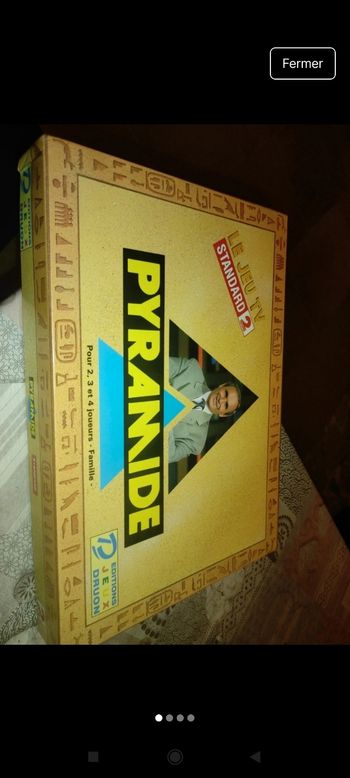 Fermer
LE JEU TV
STANDARD 2
PYRAMIDE
Pour 2, 3 et 4 joueurs - Famille -
EDITIONS
JEUX
DRUON